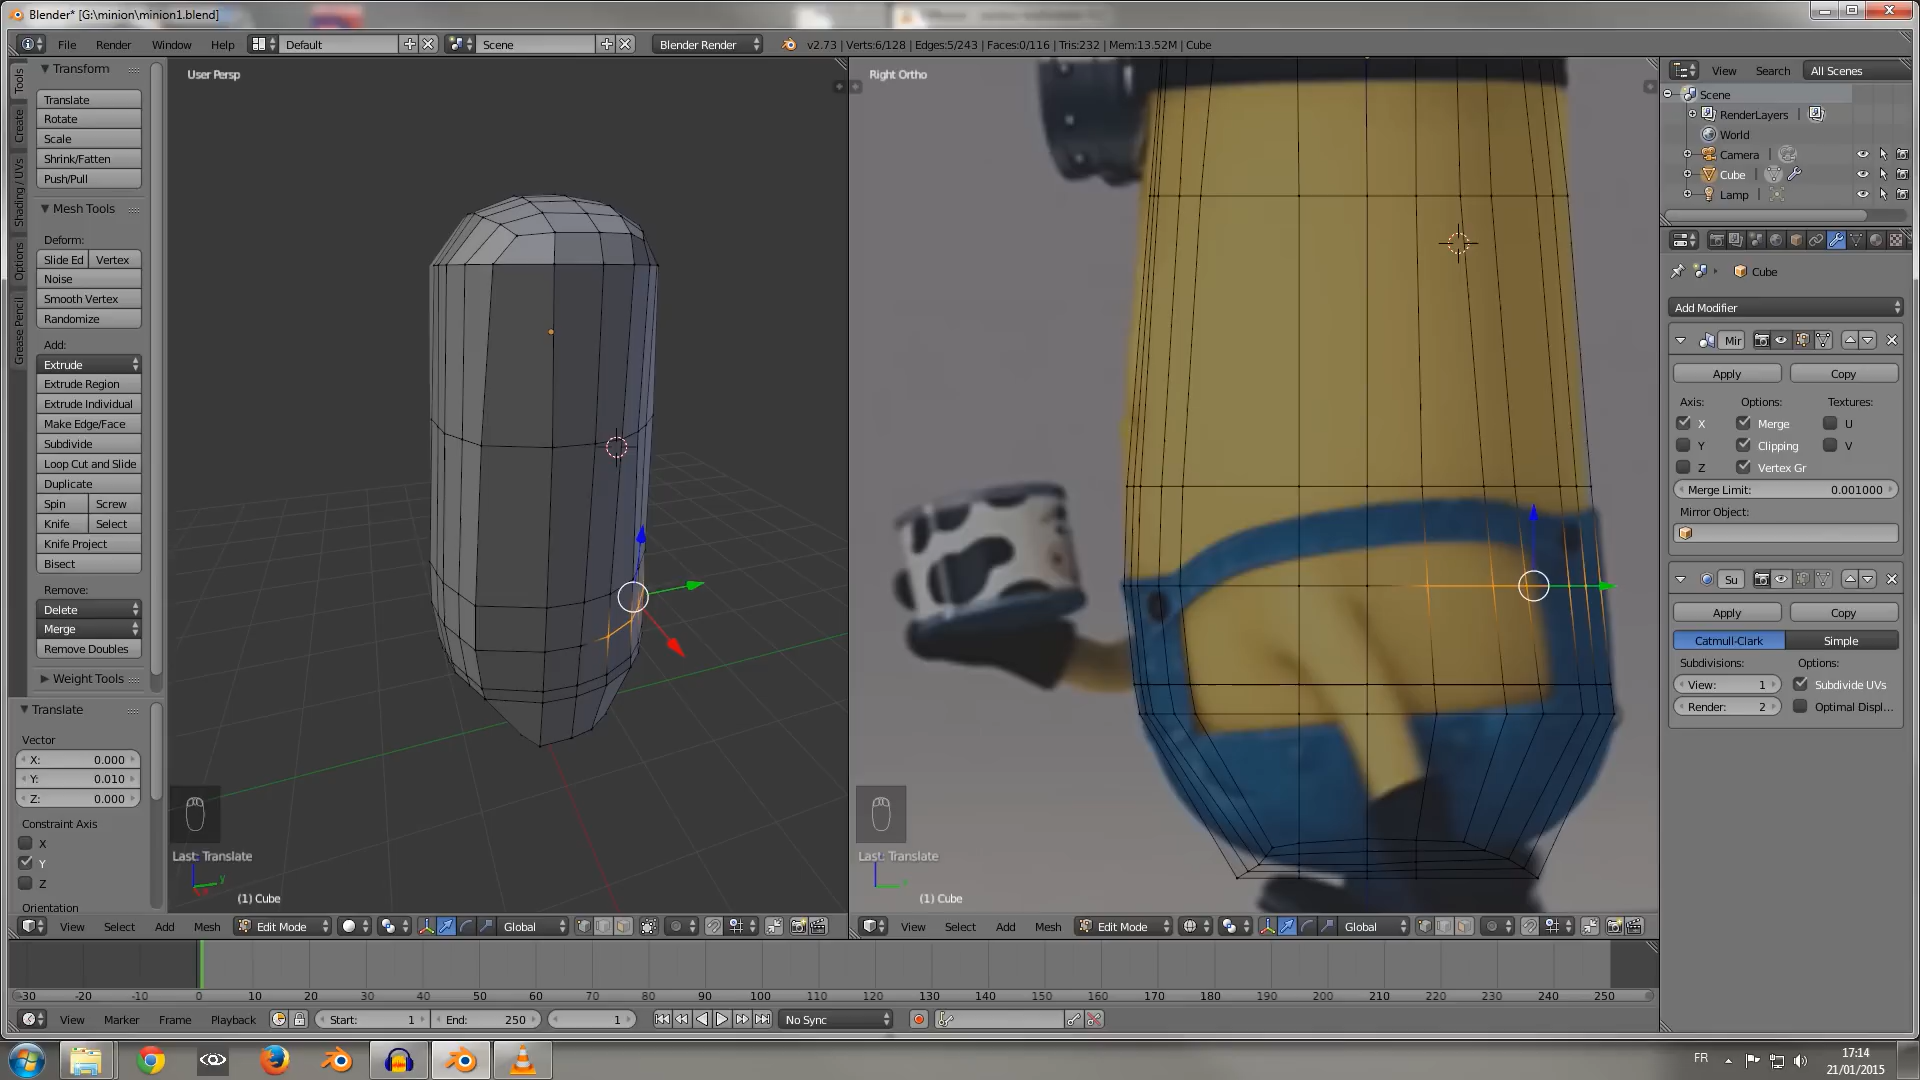 Blender* [G:\minion\minion1.blend]
File Render Window Help Default Scene Blender Render v2.73 | Verts:6/128 | Edges:5/243 | Faces:0/116 | Tris:232 | Mem:13.52M | Cube
Tools
Create
Shading / UVs
Options
Grease Pencil
Transform
Translate
Rotate
Scale
Shrink/Fatten
Push/Pull
Mesh Tools
Deform:
Slide Ed Vertex
Noise
Smooth Vertex
Randomize
Add:
Extrude
Extrude Region
Extrude Individual
Make Edge/Face
Subdivide
Loop Cut and Slide
Duplicate
Spin Screw
Knife Select
Knife Project
Bisect
Remove:
Delete
Merge
Remove Doubles
Weight Tools
Translate
Vector
X: 0.000
Y: 0.010
Z: 0.000
Constraint Axis
X
Y
Z
Orientation
User Persp
Last: Translate
y
(1) Cube
View Select Add Mesh Edit Mode Global
Right Ortho
Last: Translate
(1) Cube
View Select Add Mesh Edit Mode Global
View Search All Scenes
Scene
RenderLayers |
World
Camera |
Cube |
Lamp |
Cube
Add Modifier
Mir
Apply Copy
Axis: Options: Textures:
X Merge U
Y Clipping V
Z Vertex Gr
Merge Limit: 0.001000
Mirror Object:
Su
Apply Copy
Catmull-Clark Simple
Subdivisions: Options:
View: 1 Subdivide UVs
Render: 2 Optimal Displ...
-30 -20 -10 0 10 20 30 40 50 60 70 80 90 100 110 120 130 140 150 160 170 180 190 200 210 220 230 240 250
View Marker Frame Playback Start: 1 End: 250 1 No Sync
FR 17:14
21/01/2015